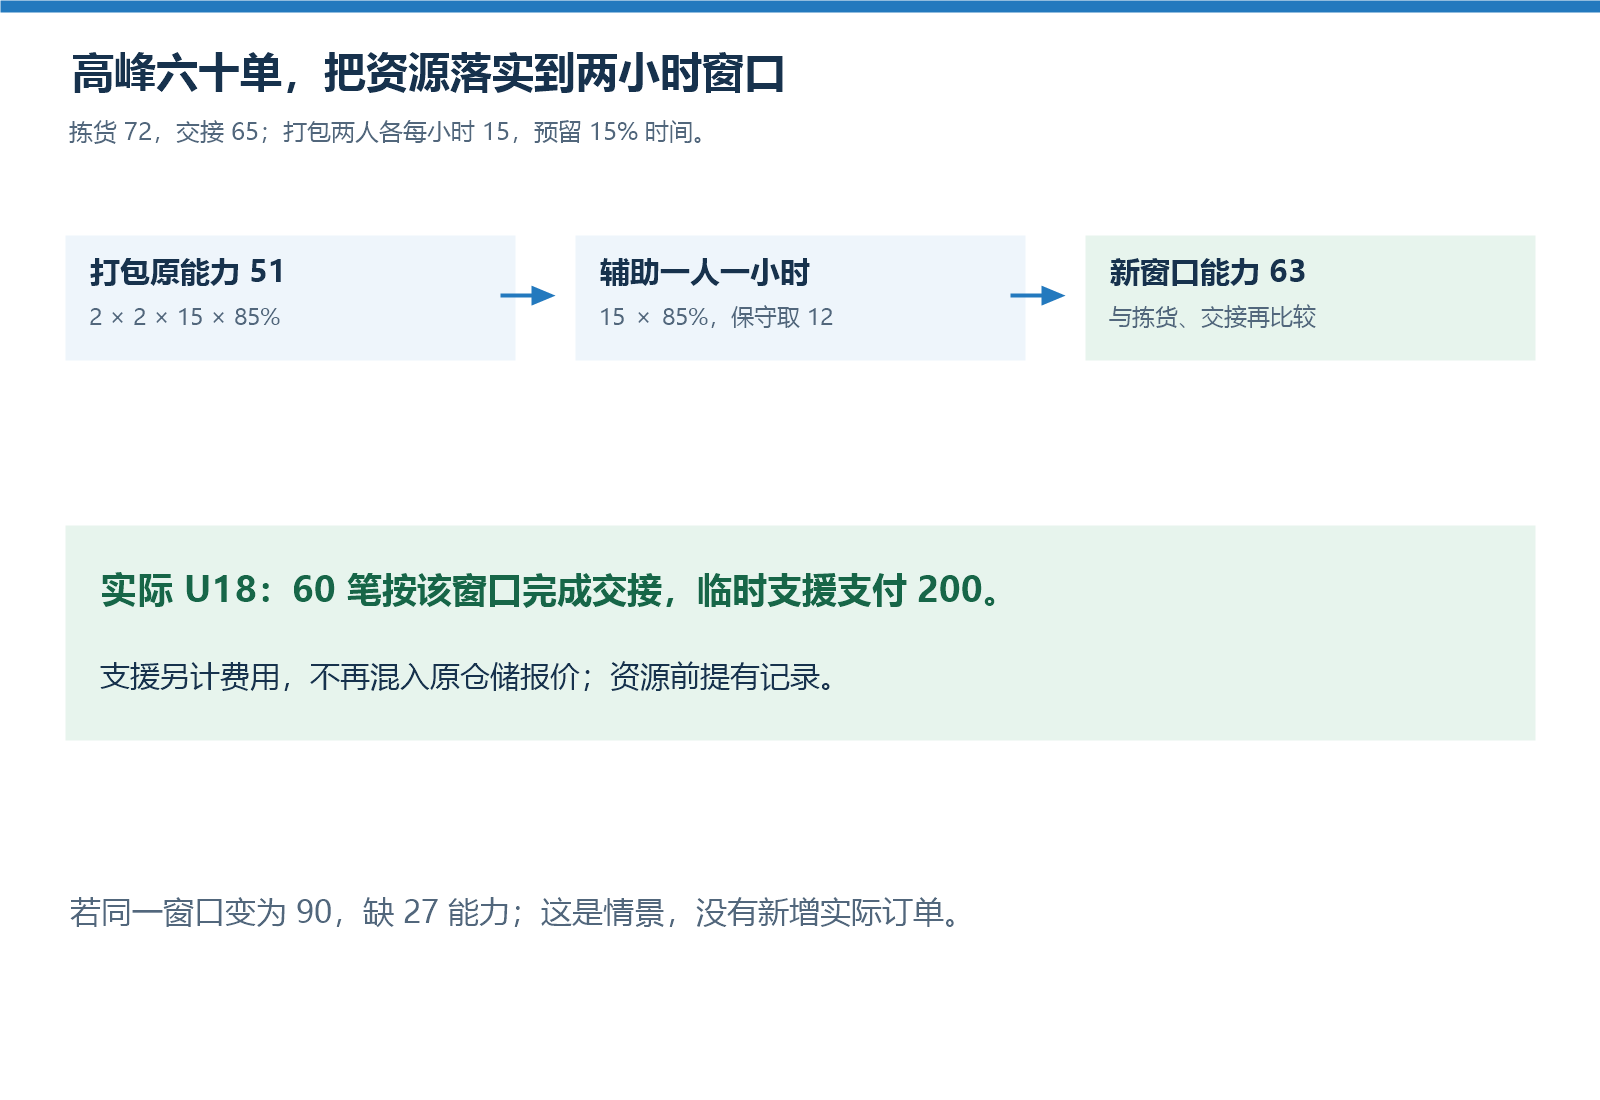 高峰六十单，把资源落实到两小时窗口
拣货 72，交接 65；打包两人各每小时 15，预留 15% 时间。
打包原能力 51
2 × 2 × 15 × 85%
辅助一人一小时
15 × 85%，保守取 12
新窗口能力 63
与拣货、交接再比较
实际 U18：60 笔按该窗口完成交接，临时支援支付 200。
支援另计费用，不再混入原仓储报价；资源前提有记录。
若同一窗口变为 90，缺 27 能力；这是情景，没有新增实际订单。